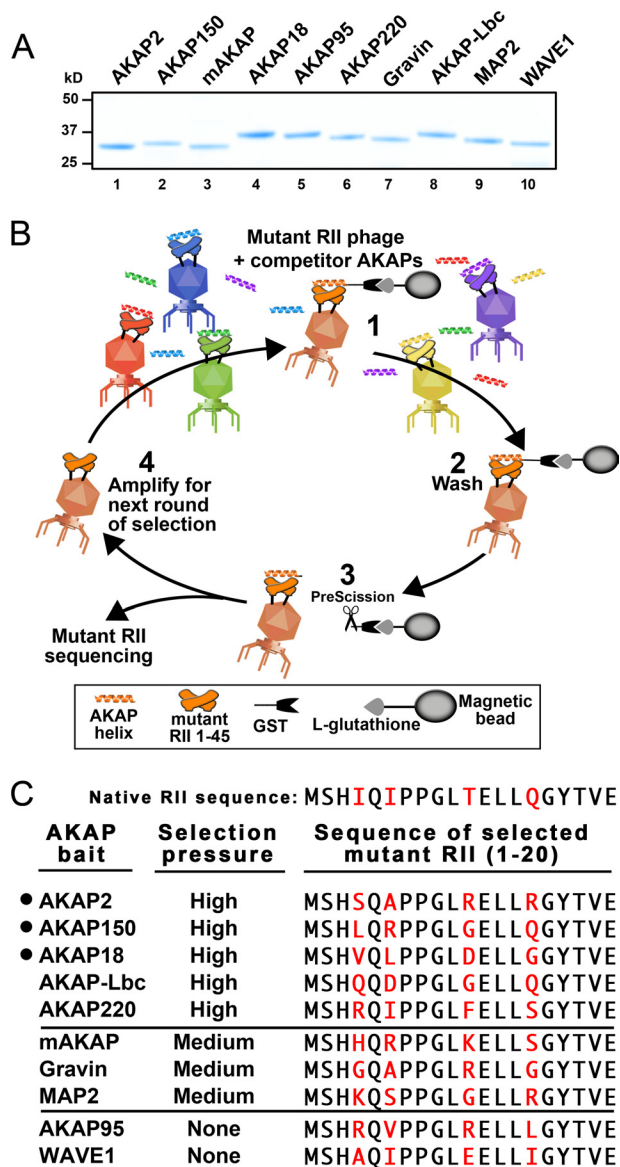 A
AKAP2 AKAP150 mAKAP AKAP18 AKAP95 AKAP220 Gravin AKAP-Lbc MAP2 WAVE1
kD
50
37
25
1 2 3 4 5 6 7 8 9 10
B
Mutant RII phage
+ competitor AKAPs
1
2
Wash
3
PreScission
4
Amplify for
next round
of selection
Mutant RII
sequencing
AKAP
helix
mutant
RII 1-45
GST
L-glutathione
Magnetic
bead
C
Native RII sequence: MSHIQIPPGLTELLQGYTVE
AKAP
bait
Selection
pressure
Sequence of selected
mutant RII (1-20)
● AKAP2 High MSHSQAPPGLRELLRGYTVE
● AKAP150 High MSHLQRPPGLGELLQGYTVE
● AKAP18 High MSHVQLPPGLDELLGGYTVE
AKAP-Lbc High MSHQQDPPGLGELLQGYTVE
AKAP220 High MSHRQIPPGLFELLSGYTVE
mAKAP Medium MSHHQRPPGLKELLSGYTVE
Gravin Medium MSHGQAPPGLRELLGGYTVE
MAP2 Medium MSHKQSPPGLGELLRGYTVE
AKAP95 None MSHRQVPPGLRELLLGYTVE
WAVE1 None MSHAQIPPGLEELLIGYTVE